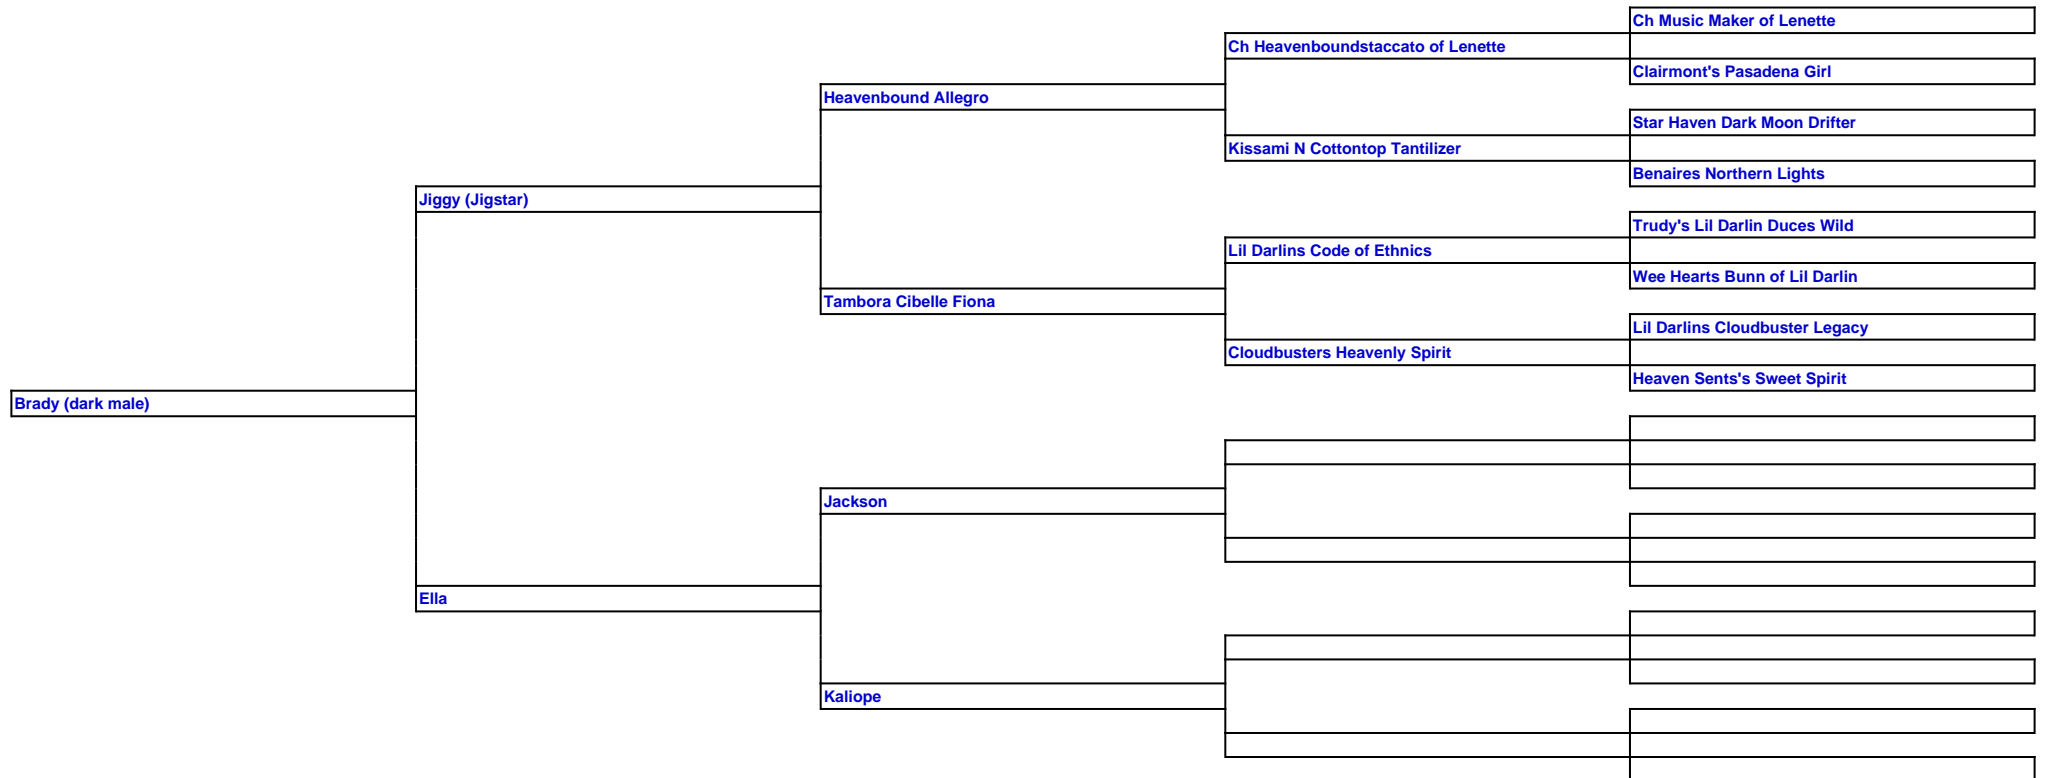 Ch Music Maker of Lenette
Ch Heavenboundstaccato of Lenette
Clairmont's Pasadena Girl
Heavenbound Allegro
Star Haven Dark Moon Drifter
Kissami N Cottontop Tantilizer
Benaires Northern Lights
Jiggy (Jigstar)
Trudy's Lil Darlin Duces Wild
Lil Darlins Code of Ethnics
Wee Hearts Bunn of Lil Darlin
Tambora Cibelle Fiona
Lil Darlins Cloudbuster Legacy
Cloudbusters Heavenly Spirit
Heaven Sents's Sweet Spirit
Brady (dark male)
Jackson
Ella
Kaliope